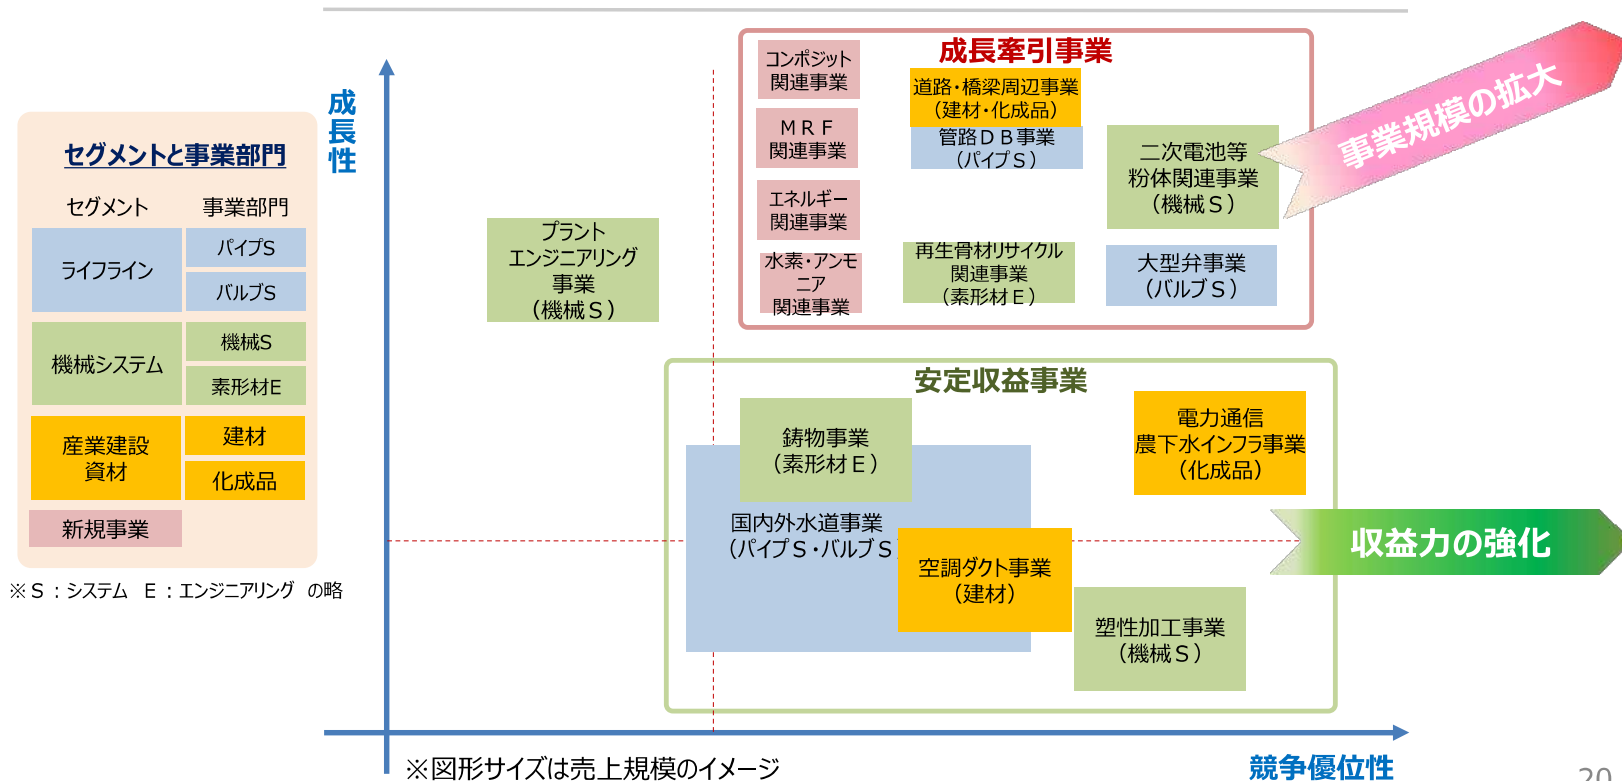 セグメントと事業部門
セグメント 事業部門
ライフライン
パイプS
バルブS
機械システム
機械S
素形材E
産業建設
資材
建材
化成品
新規事業
※S：システム E：エンジニアリング の略
成長性
成長牽引事業
コンポジット
関連事業
MRF
関連事業
エネルギー
関連事業
水素・アンモ
ニア
関連事業
道路・橋梁周辺事業
（建材・化成品）
管路DB事業
（パイプS）
二次電池等
粉体関連事業
（機械S）
再生骨材リサイクル
関連事業
（素形材E）
大型弁事業
（バルブS）
プラント
エンジニアリング
事業
（機械S）
事業規模の拡大
安定収益事業
鋳物事業
（素形材E）
電力通信
農下水インフラ事業
（化成品）
国内外水道事業
（パイプS・バルブS）
空調ダクト事業
（建材）
塑性加工事業
（機械S）
収益力の強化
※図形サイズは売上規模のイメージ
競争優位性
20